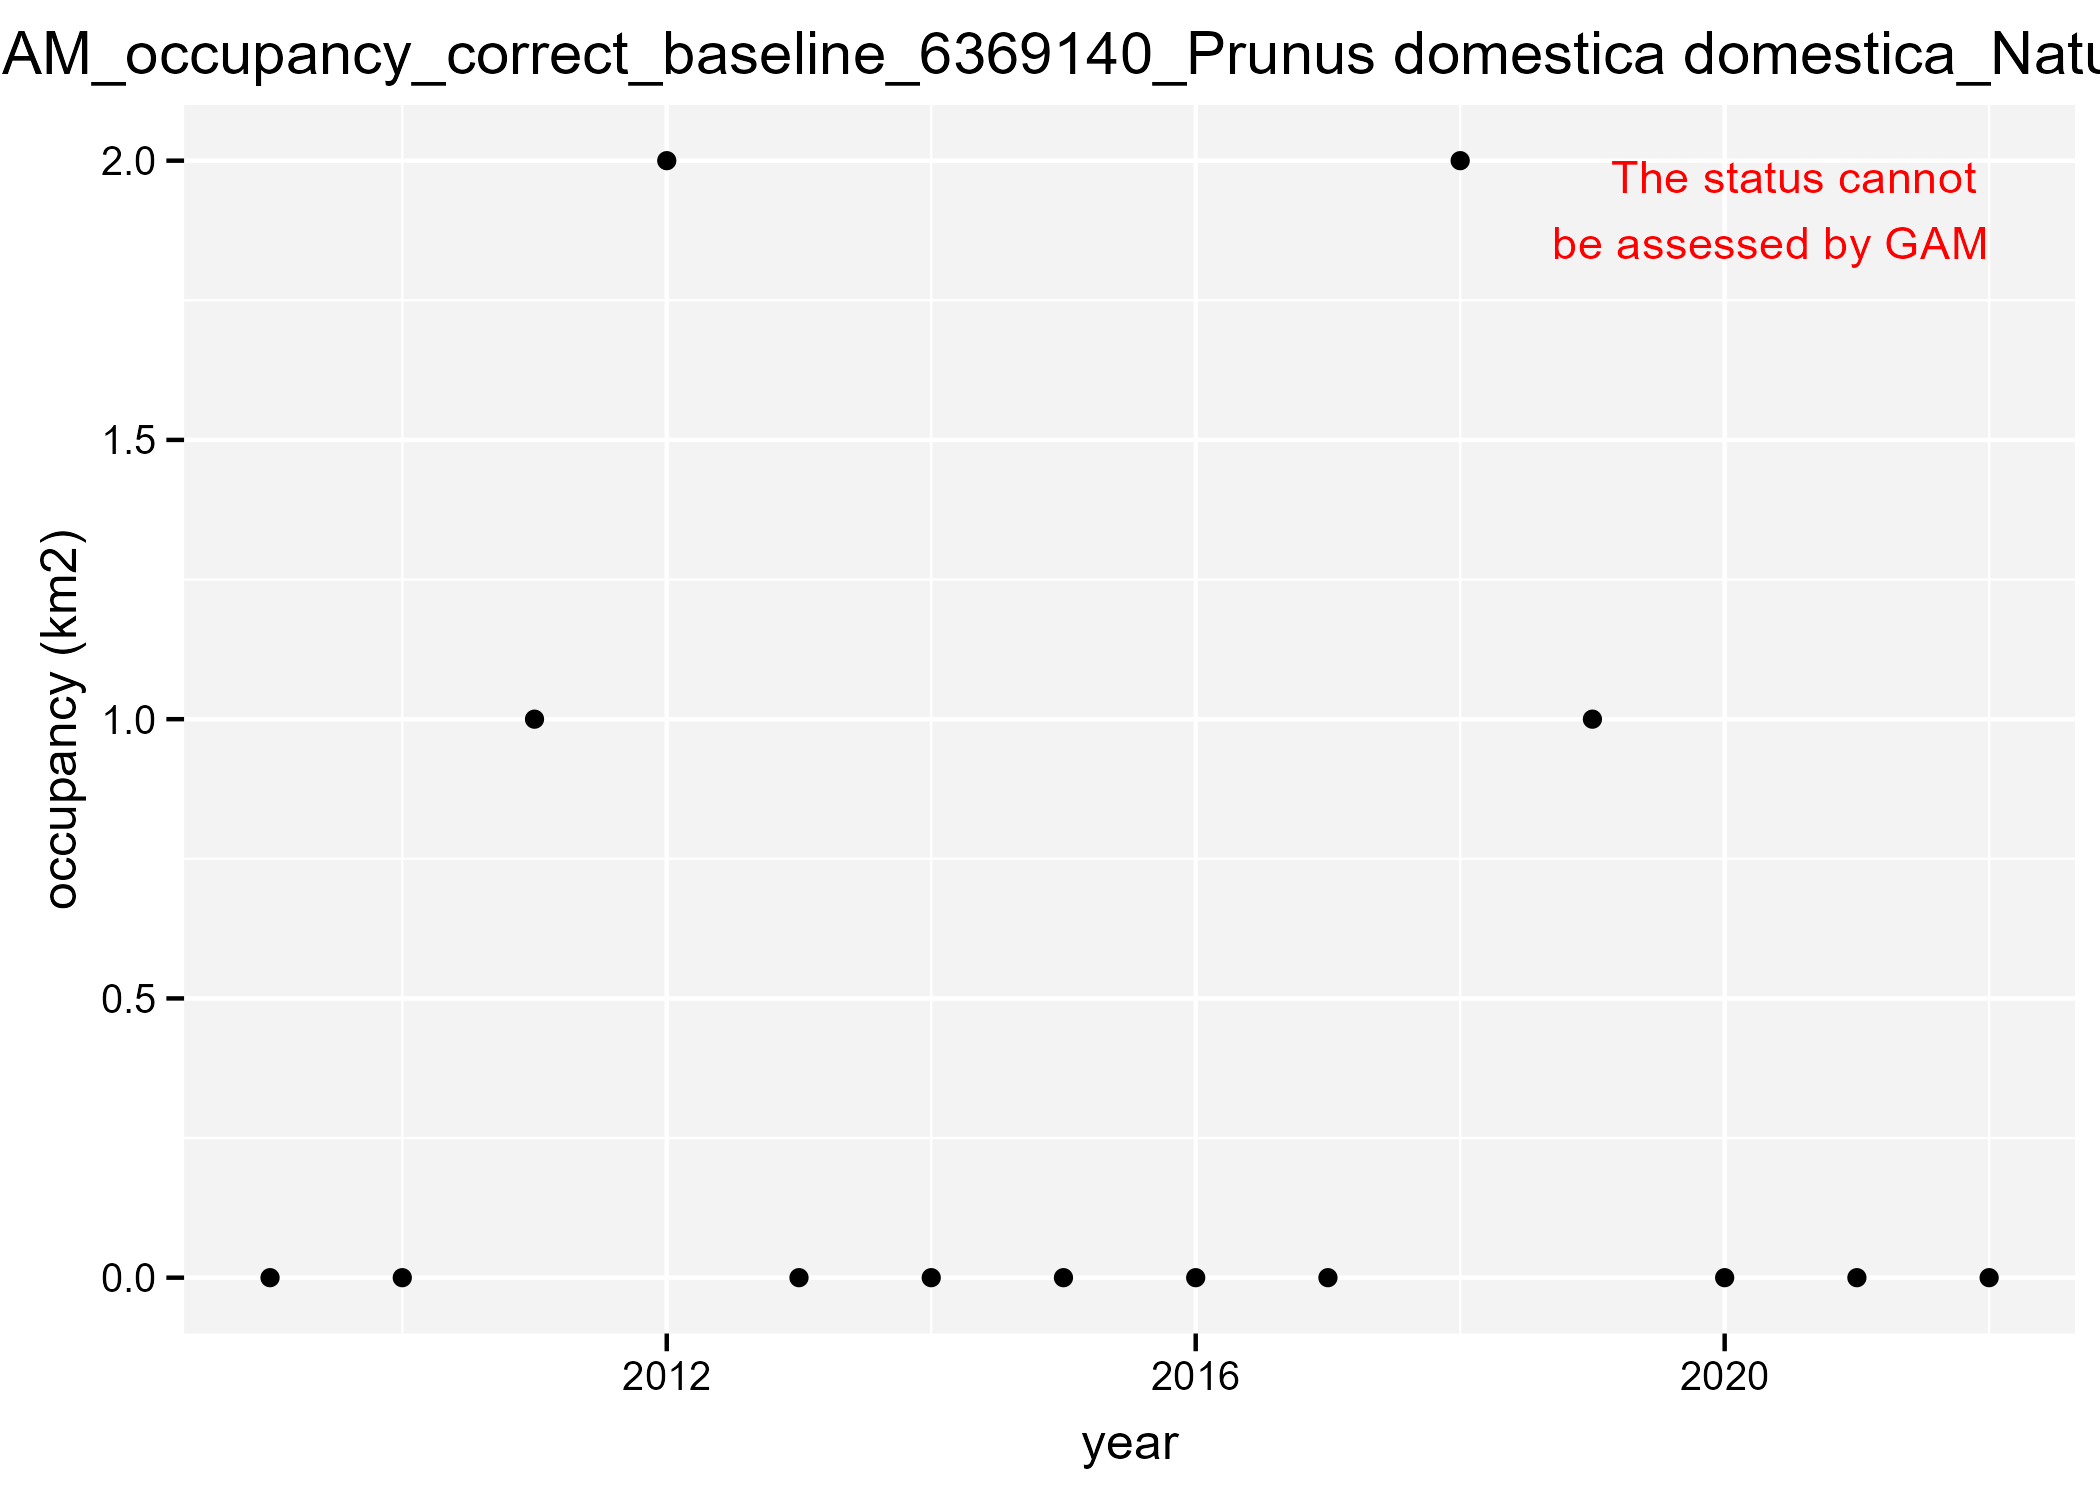 AM_occupancy_correct_baseline_6369140_Prunus domestica domestica_Natu
2.0
The status cannot
be assessed by GAM
1.5
1.0
0.5
0.0
occupancy (km2)
2012
2016
2020
year